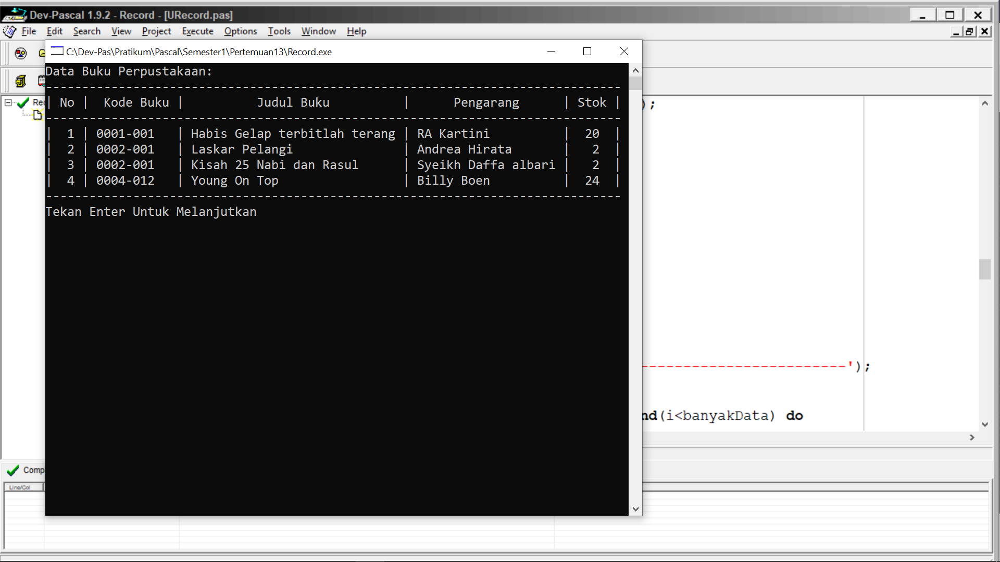 Dev-Pascal 1.9.2 - Record - [URecord.pas]
File Edit Search View Project Execute Options Tools Window Help
C:\Dev-Pas\Pratikum\Pascal\Semester1\Pertemuan13\Record.exe
Data Buku Perpustakaan:
-------------------------------------------------------------------------------
| No |  Kode Buku |          Judul Buku          |      Pengarang      | Stok |
-------------------------------------------------------------------------------
|  1 | 0001-001   | Habis Gelap terbitlah terang | RA Kartini          |  20  |
|  2 | 0002-001   | Laskar Pelangi               | Andrea Hirata       |   2  |
|  3 | 0002-001   | Kisah 25 Nabi dan Rasul      | Syeikh Daffa albari |   2  |
|  4 | 0004-012   | Young On Top                 | Billy Boen          |  24  |
-------------------------------------------------------------------------------
Tekan Enter Untuk Melanjutkan
);
----------------------------');
nd(i<banyakData) do
Line/Col